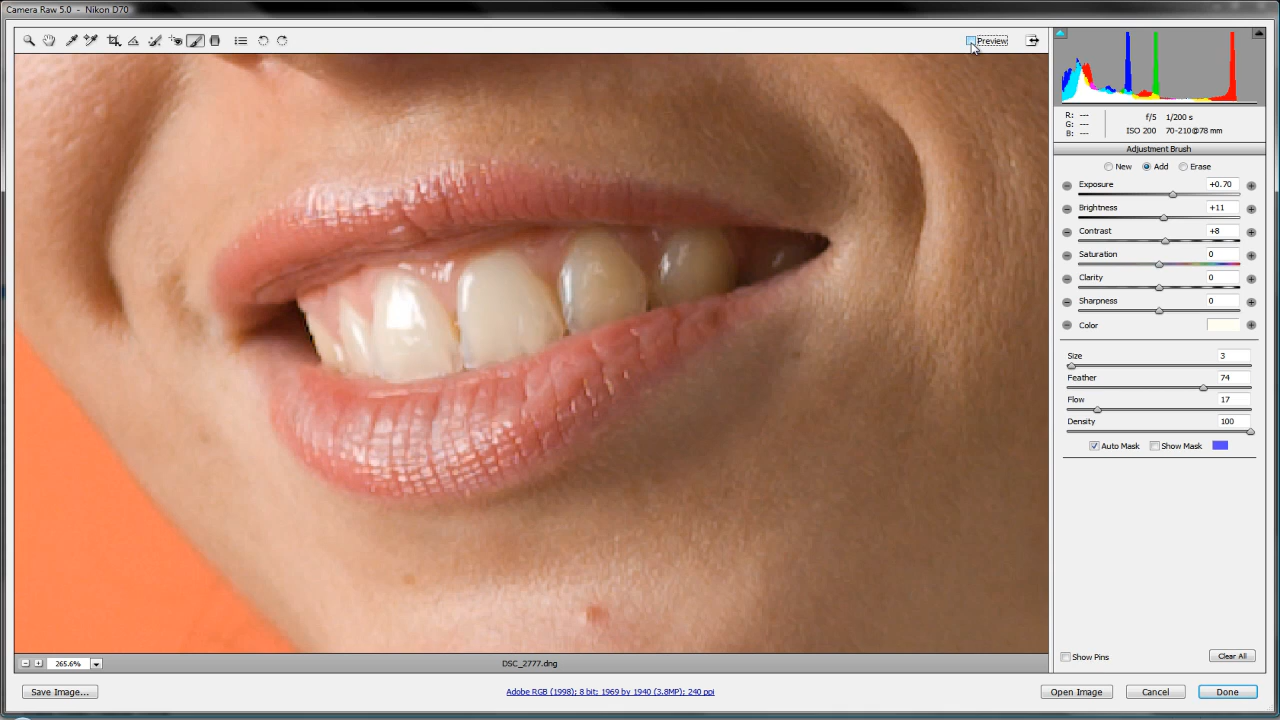 Camera Raw 5.0 - Nikon D70
Preview
R: ---
G: ---
B: ---
f/5 1/200 s
ISO 200 70-210@78 mm
Adjustment Brush
New Add Erase
Exposure +0.70
Brightness +11
Contrast +8
Saturation 0
Clarity 0
Sharpness 0
Color
Size 3
Feather 74
Flow 17
Density 100
Auto Mask Show Mask
Show Pins Clear All
265.6% DSC_2777.dng
Save Image... Adobe RGB (1998); 8 bit; 1969 by 1940 (3.8MP); 240 ppi Open Image Cancel Done